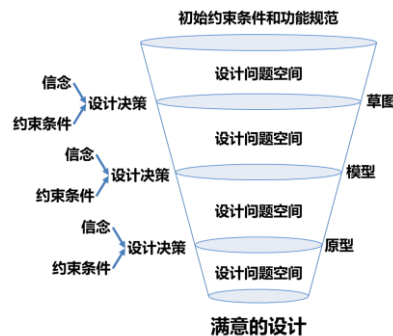 初始约束条件和功能规范
设计问题空间
信念
设计决策
草图
约束条件
设计问题空间
信念
设计决策
模型
约束条件
设计问题空间
信念
设计决策
原型
约束条件
设计问题空间
满意的设计